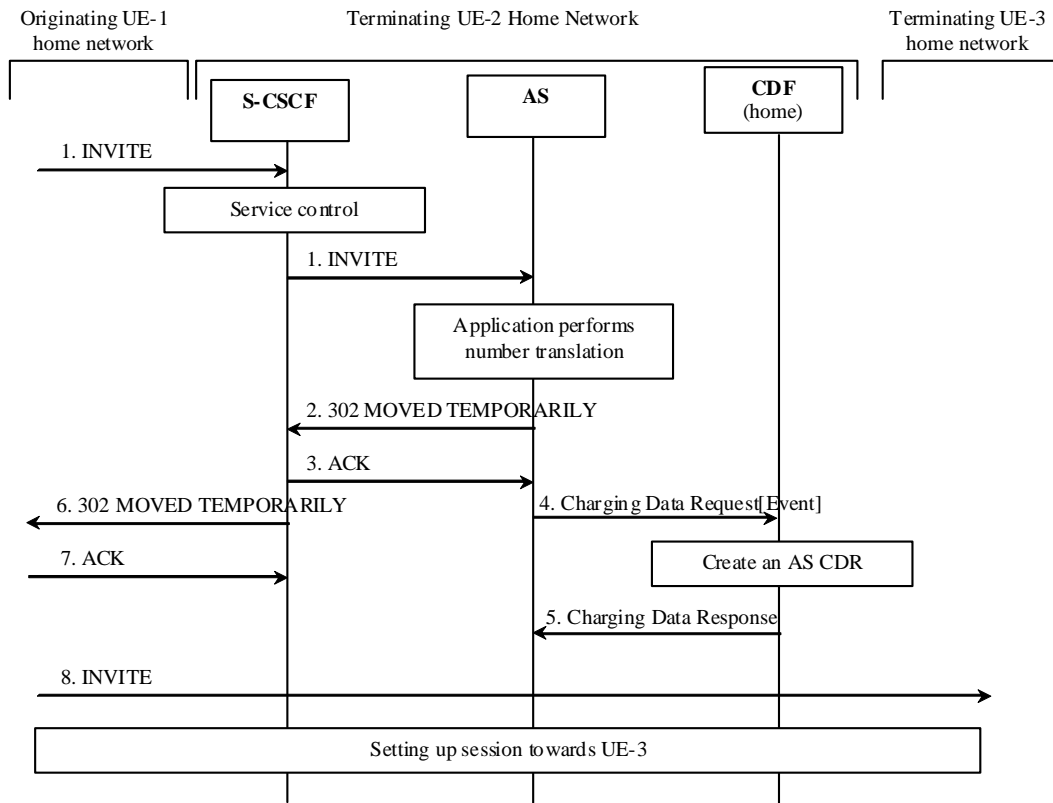 Originating UE-1
home network
Terminating UE-2 Home Network
Terminating UE-3
home network
S-CSCF
AS
CDF
(home)
1. INVITE
Service control
1. INVITE
Application performs
number translation
2. 302 MOVED TEMPORARILY
3. ACK
6. 302 MOVED TEMPORARILY
4. Charging Data Request[Event]
7. ACK
Create an AS CDR
5. Charging Data Response
8. INVITE
Setting up session towards UE-3